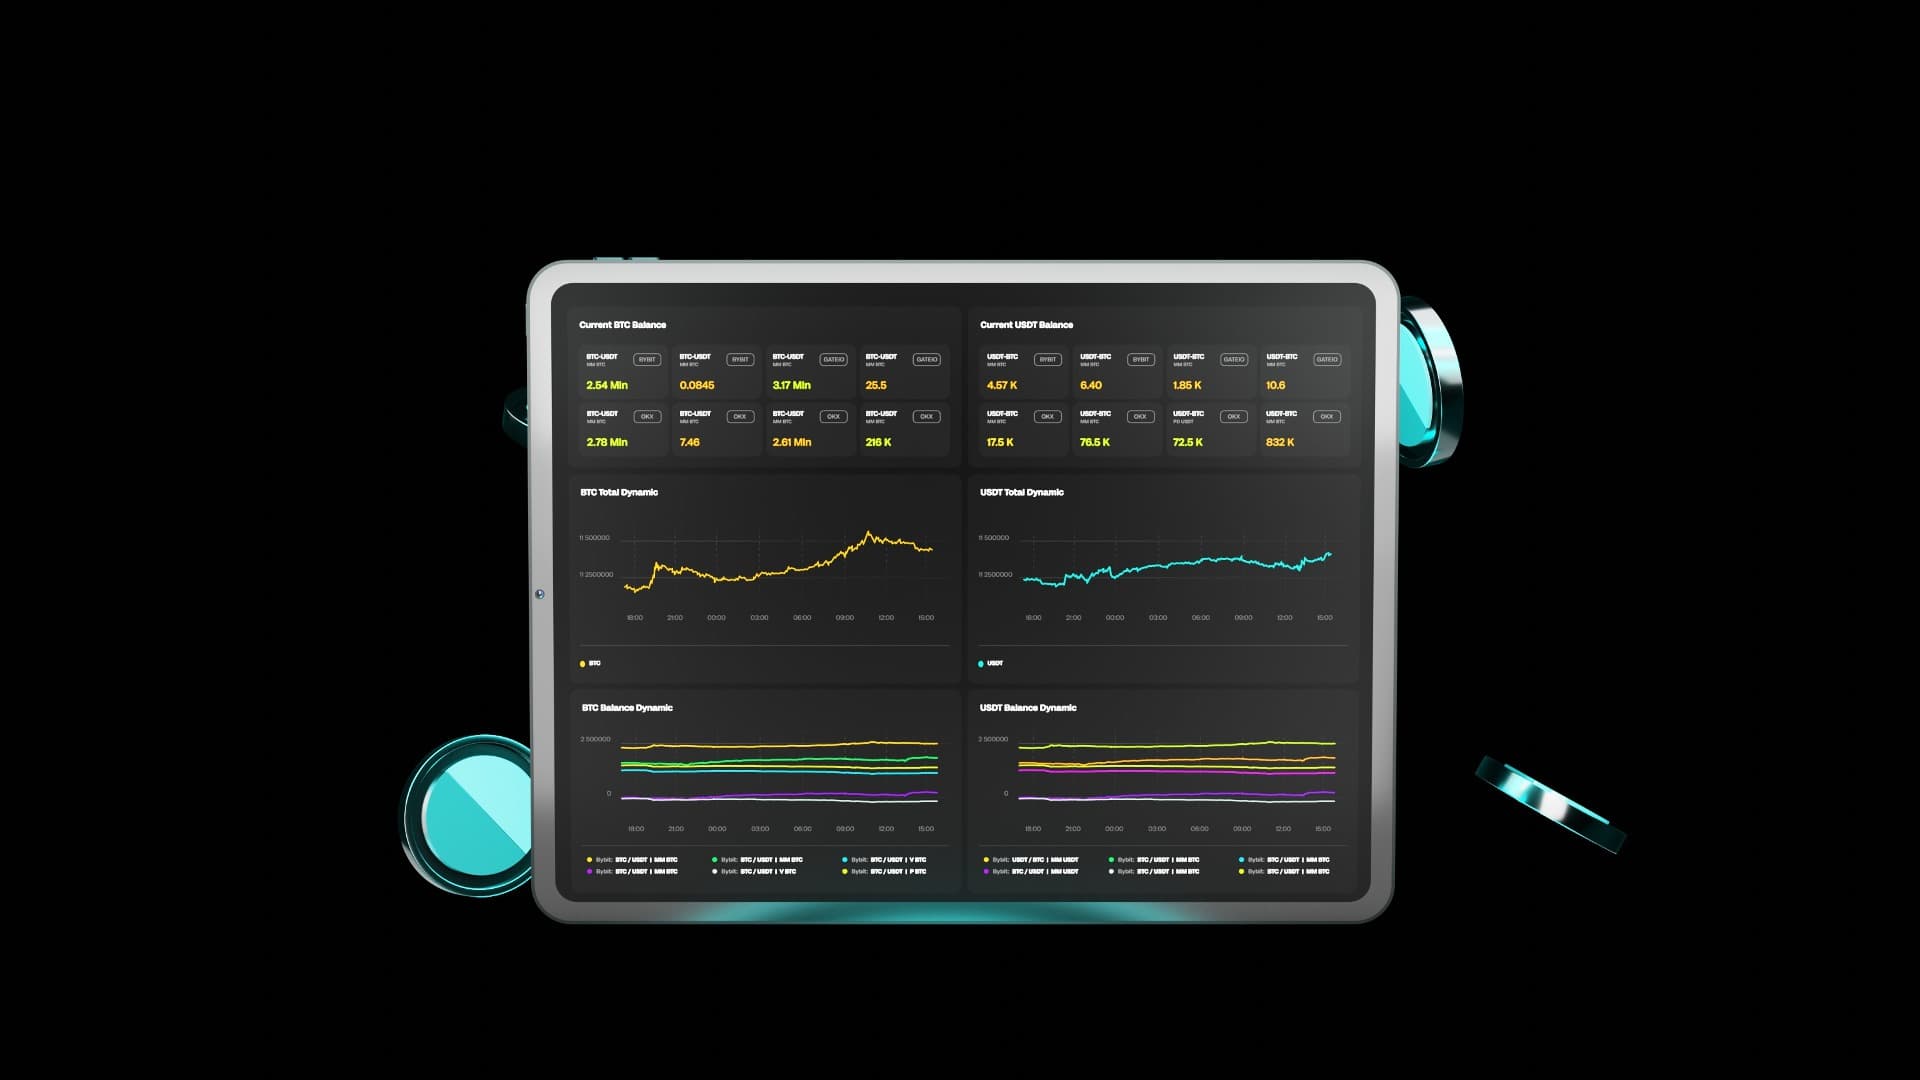 Current BTC Balance
BTC-USDT BYBIT BTC-USDT BYBIT BTC-USDT GATEIO BTC-USDT GATEIO
MM BTC MM BTC MM BTC MM BTC
2.54 Mln 0.0845 3.17 Mln 25.5
BTC-USDT OKX BTC-USDT OKX BTC-USDT OKX BTC-USDT OKX
MM BTC MM BTC MM BTC MM BTC
2.78 Mln 7.46 2.61 Mln 216 K
Current USDT Balance
USDT-BTC BYBIT USDT-BTC BYBIT USDT-BTC GATEIO USDT-BTC GATEIO
MM BTC MM BTC MM BTC MM BTC
4.57 K 6.40 1.85 K 10.6
USDT-BTC OKX USDT-BTC OKX USDT-BTC OKX USDT-BTC OKX
MM BTC MM BTC PD USDT MM BTC
17.5 K 76.5 K 72.5 K 832 K
BTC Total Dynamic
11 500000
11 2500000
18:00 21:00 00:00 03:00 06:00 09:00 12:00 15:00
BTC
USDT Total Dynamic
11 500000
11 2500000
18:00 21:00 00:00 03:00 06:00 09:00 12:00 15:00
USDT
BTC Balance Dynamic
2 500000
0
18:00 21:00 00:00 03:00 06:00 09:00 12:00 15:00
Bybit: BTC / USDT | MM BTC Bybit: BTC / USDT | MM BTC Bybit: BTC / USDT | V BTC
Bybit: BTC / USDT | MM BTC Bybit: BTC / USDT | V BTC Bybit: BTC / USDT | P BTC
USDT Balance Dynamic
2 500000
0
18:00 21:00 00:00 03:00 06:00 09:00 12:00 15:00
Bybit: USDT / BTC | MM USDT Bybit: BTC / USDT | MM BTC Bybit: BTC / USDT | MM BTC
Bybit: BTC / USDT | MM USDT Bybit: BTC / USDT | MM BTC Bybit: BTC / USDT | MM BTC